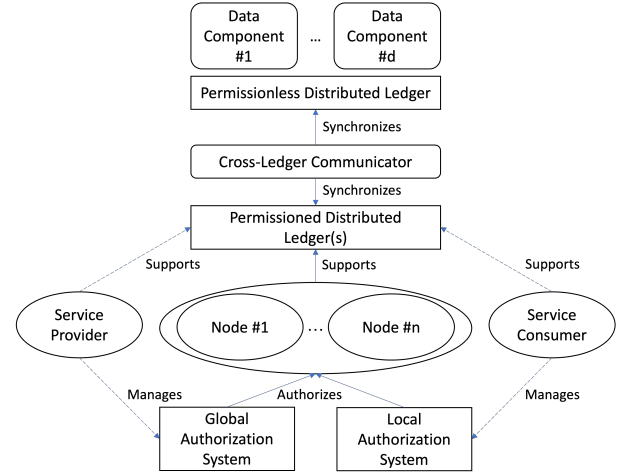 Data
Component
#1
...
Data
Component
#d
Permissionless Distributed Ledger
Synchronizes
Cross-Ledger Communicator
Synchronizes
Permissioned Distributed
Ledger(s)
Supports
Supports
Supports
Service
Provider
Node #1
...
Node #n
Service
Consumer
Manages
Authorizes
Manages
Global
Authorization
System
Local
Authorization
System